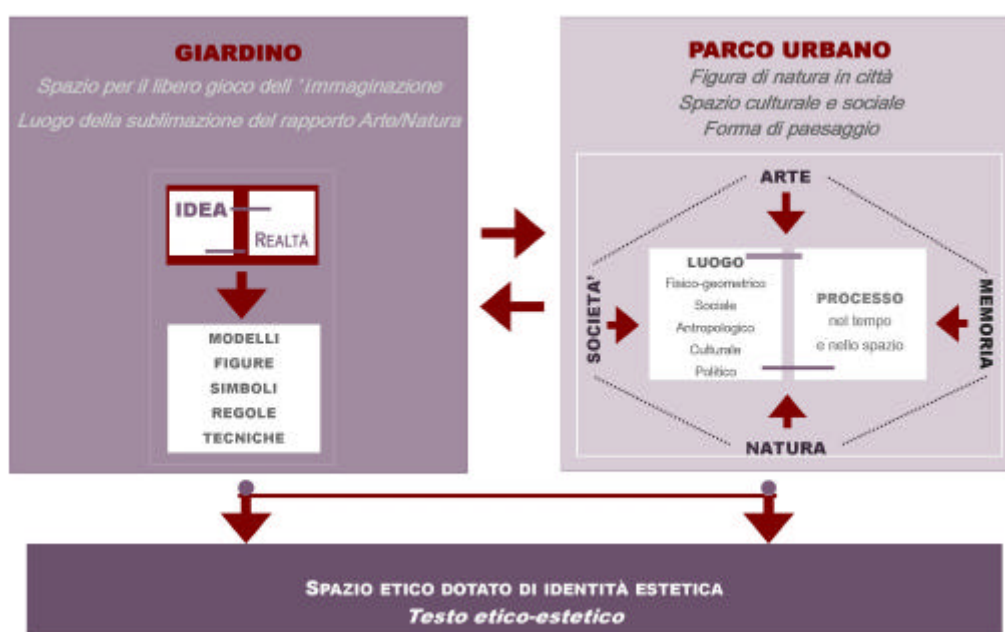 GIARDINO
Spazio per il libero gioco dell 'immaginazione
Luogo della sublimazione del rapporto Arte/Natura
IDEA
REALTÀ
MODELLI
FIGURE
SIMBOLI
REGOLE
TECNICHE
PARCO URBANO
Figura di natura in città
Spazio culturale e sociale
Forma di paesaggio
ARTE
SOCIETA'
LUOGO
Fisico-geometrico
Sociale
Antropologico
Culturale
Politico
PROCESSO
nel tempo
e nello spazio
MEMORIA
NATURA
SPAZIO ETICO DOTATO DI IDENTITÀ ESTETICA
Testo etico-estetico